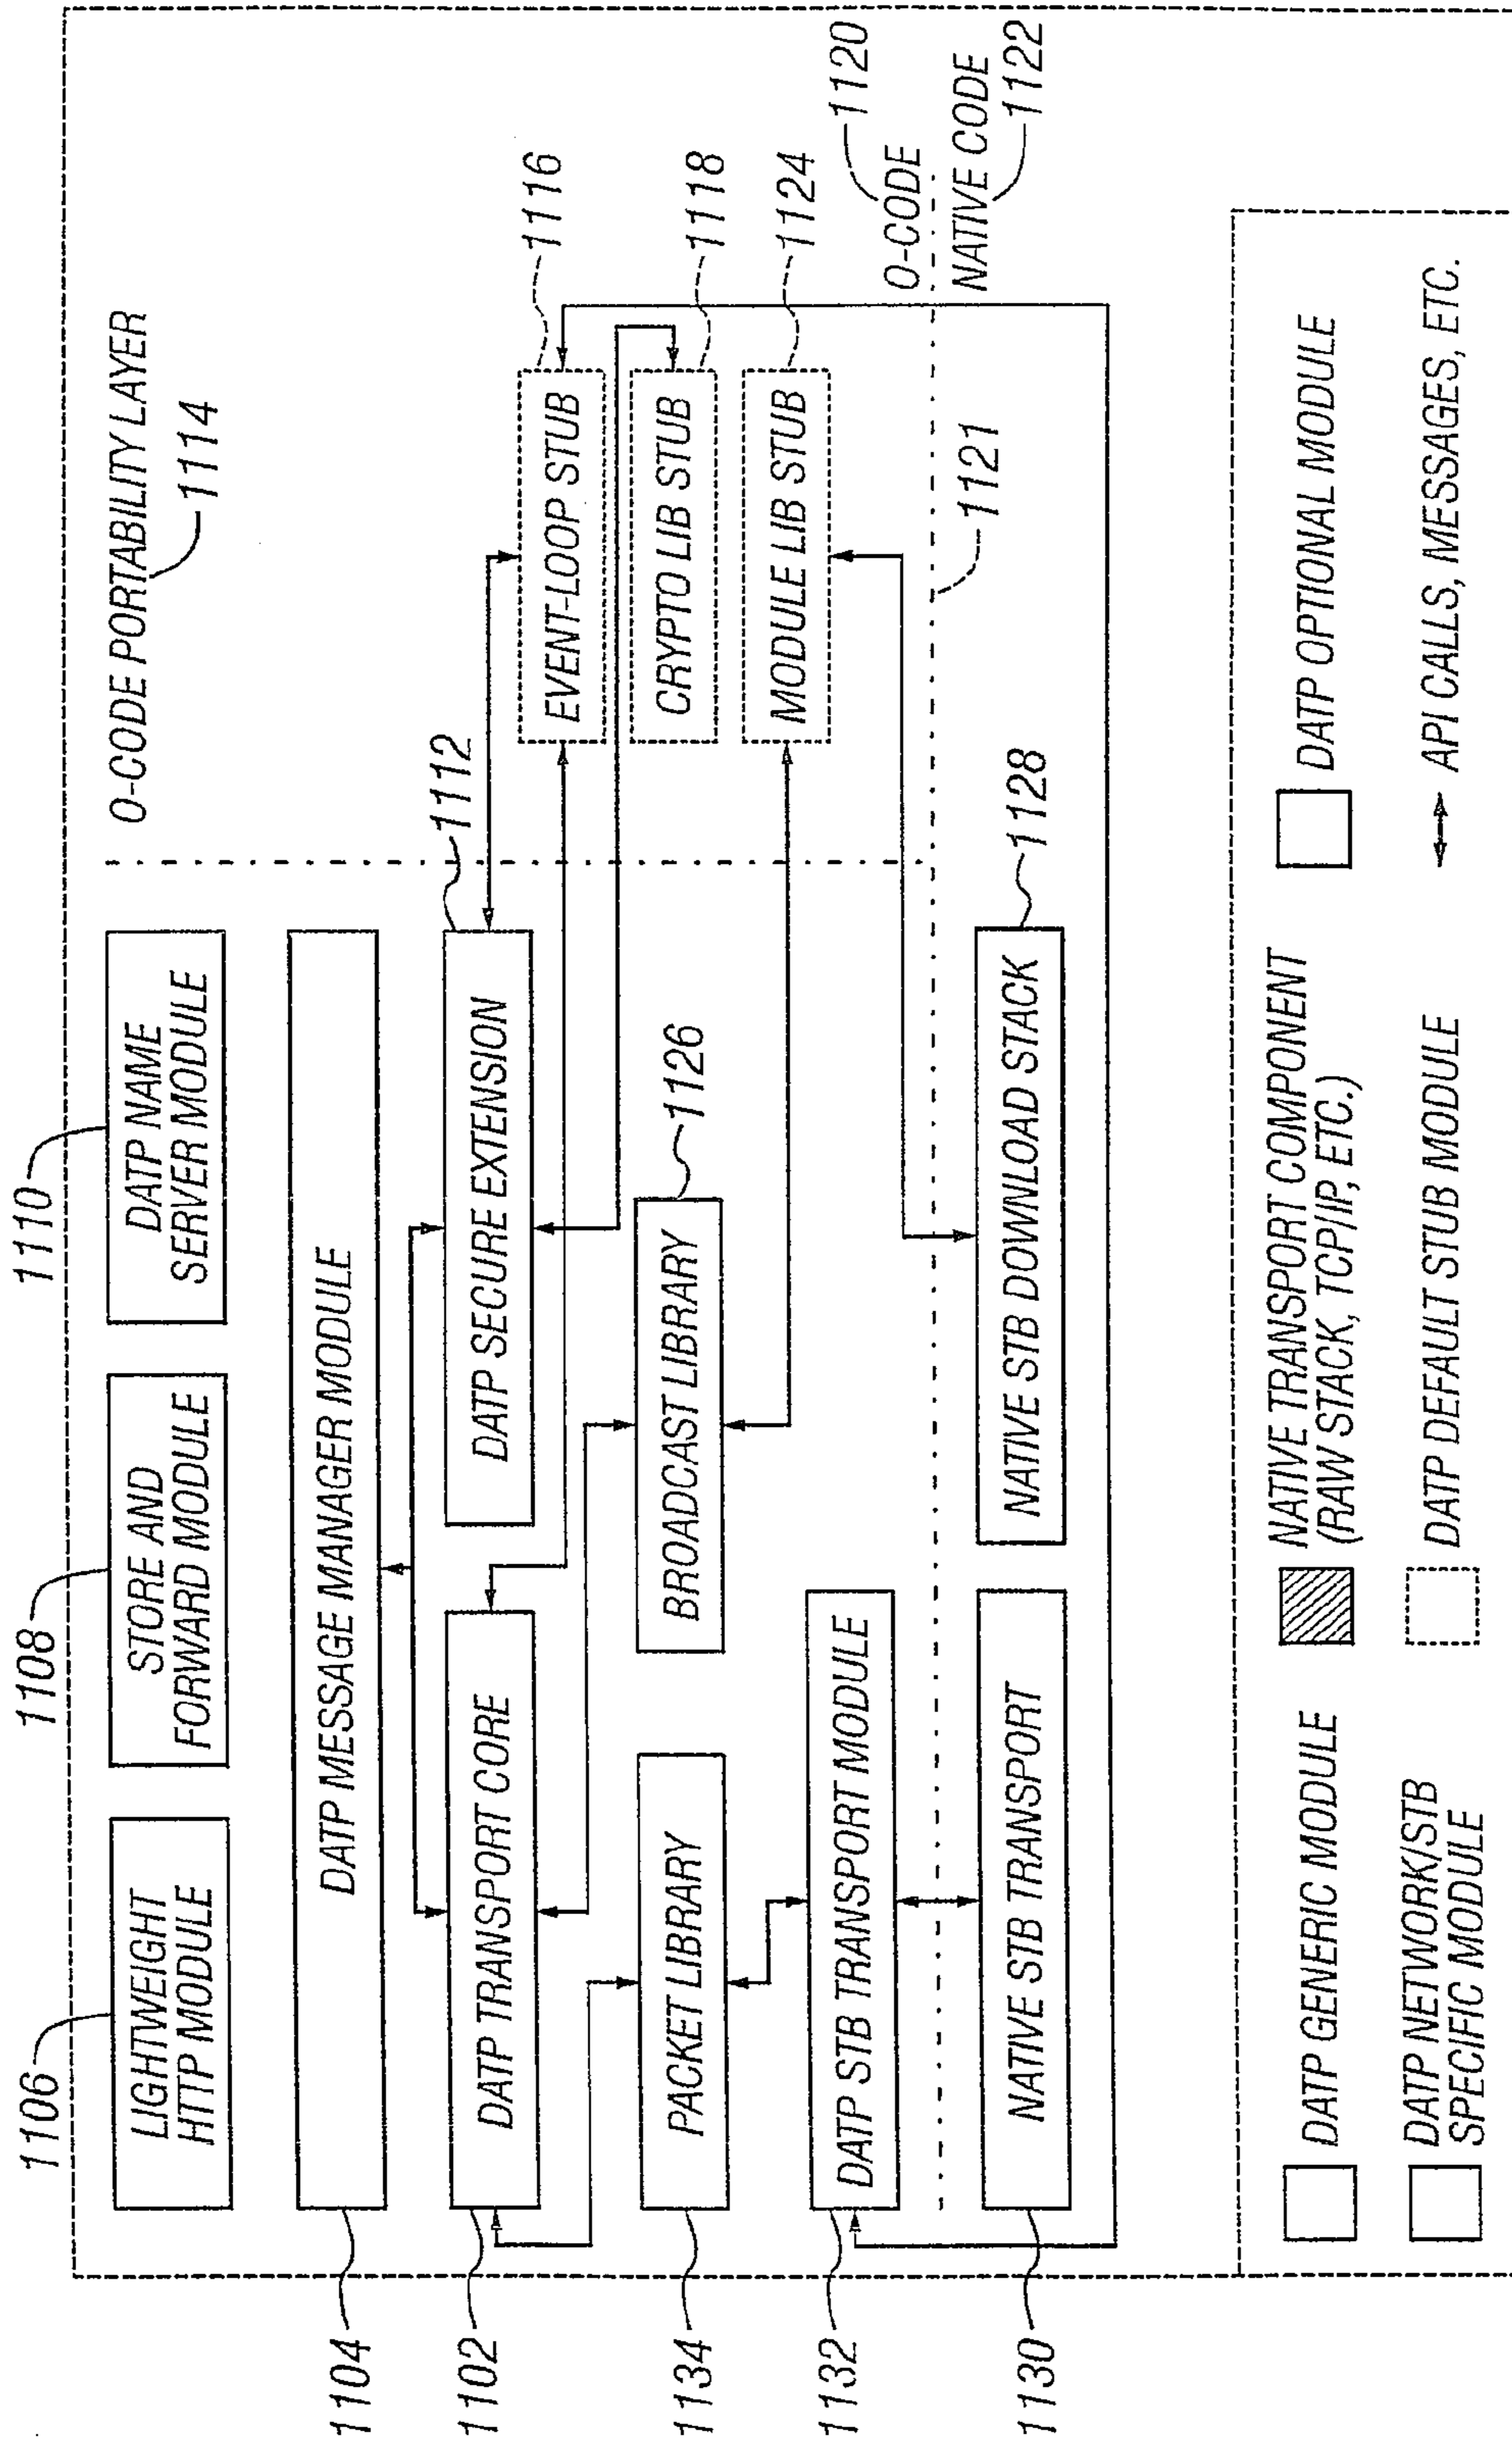 1106
1108
1110
LIGHTWEIGHT
HTTP MODULE
STORE AND
FORWARD MODULE
DATP NAME
SERVER MODULE
O-CODE PORTABILITY LAYER
1114
1104
DATP MESSAGE MANAGER MODULE
1112
1102
DATP TRANSPORT CORE
DATP SECURE EXTENSION
EVENT-LOOP STUB
1116
1126
1134
PACKET LIBRARY
BROADCAST LIBRARY
CRYPTO LIB STUB
1118
1132
DATP STB TRANSPORT MODULE
MODULE LIB STUB
1124
1120
O-CODE
1121
NATIVE CODE
1122
1128
1130
NATIVE STB TRANSPORT
NATIVE STB DOWNLOAD STACK
DATP GENERIC MODULE
NATIVE TRANSPORT COMPONENT
(RAW STACK, TCP/IP, ETC.)
DATP OPTIONAL MODULE
DATP NETWORK/STB
SPECIFIC MODULE
DATP DEFAULT STUB MODULE
API CALLS, MESSAGES, ETC.